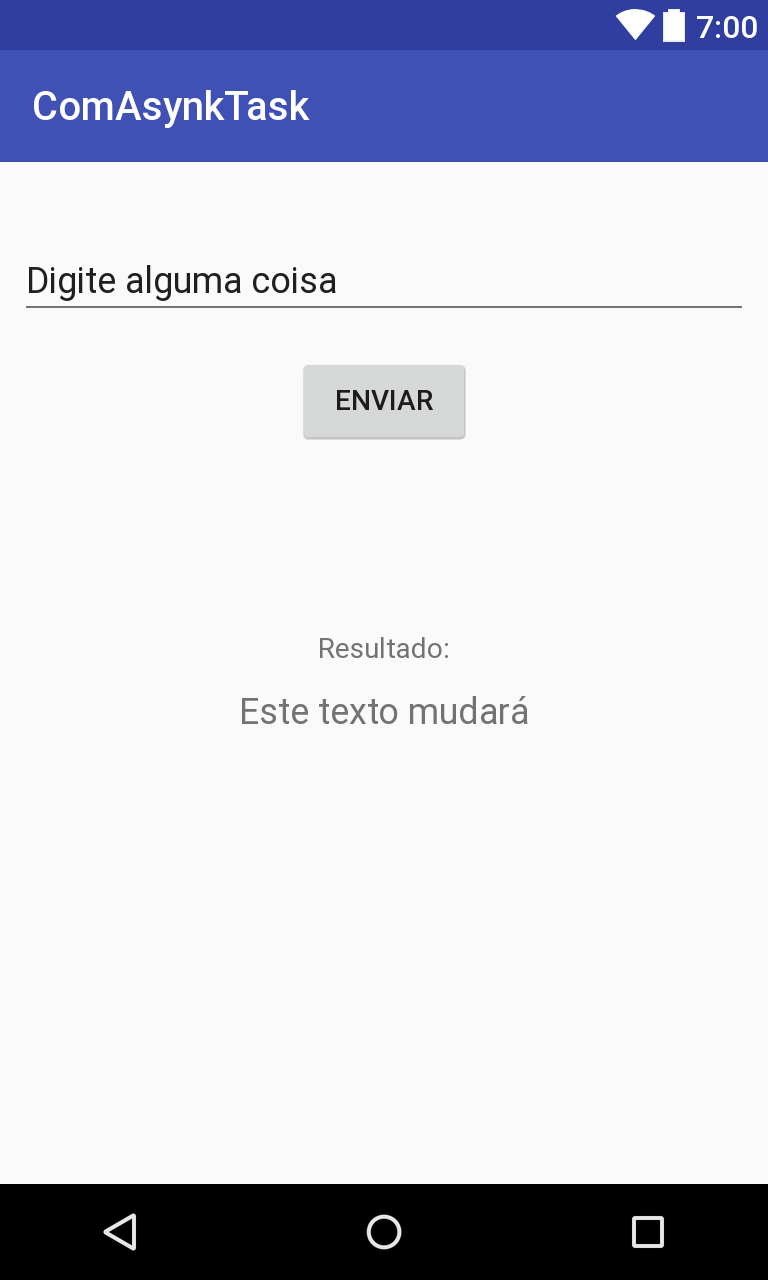 7:00
ComAsynkTask
Digite alguma coisa
ENVIAR
Resultado:
Este texto mudará